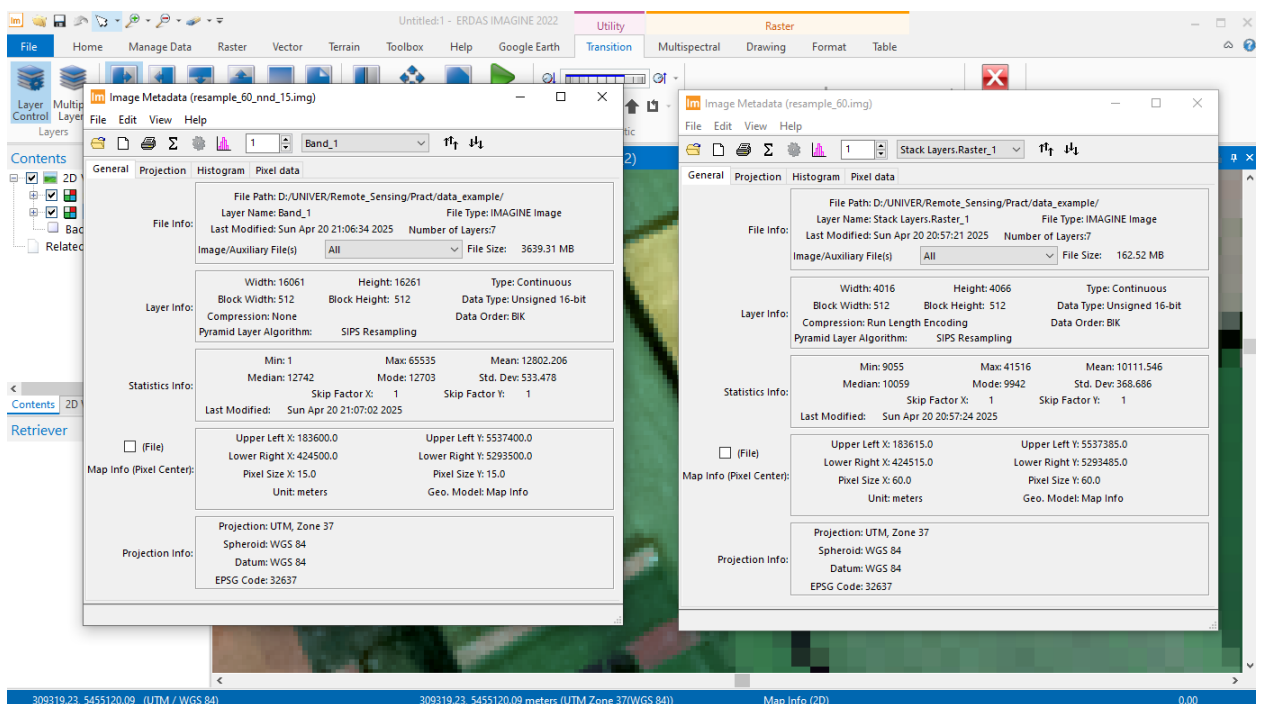 Untitled:1 - ERDAS IMAGINE 2022
Utility
Raster
File Home Manage Data Raster Vector Terrain Toolbox Help Google Earth Transition Multispectral Drawing Format Table
Layer Control
Layers
Contents
2D
Related
Contents 2D
Retriever
Image Metadata (resample_60_nnd_15.img)
File Edit View Help
1 Band_1
General Projection Histogram Pixel data
File Info:
File Path: D:/UNIVER/Remote_Sensing/Pract/data_example/
Layer Name: Band_1 File Type: IMAGINE Image
Last Modified: Sun Apr 20 21:06:34 2025 Number of Layers:7
Image/Auxiliary File(s) All File Size: 3639.31 MB
Layer Info:
Width: 16061 Height: 16261 Type: Continuous
Block Width: 512 Block Height: 512 Data Type: Unsigned 16-bit
Compression: None Data Order: BIK
Pyramid Layer Algorithm: SIPS Resampling
Statistics Info:
Min: 1 Max: 65535 Mean: 12802.206
Median: 12742 Mode: 12703 Std. Dev: 533.478
Skip Factor X: 1 Skip Factor Y: 1
Last Modified: Sun Apr 20 21:07:02 2025
(File)
Map Info (Pixel Center):
Upper Left X: 183600.0 Upper Left Y: 5537400.0
Lower Right X: 424500.0 Lower Right Y: 5293500.0
Pixel Size X: 15.0 Pixel Size Y: 15.0
Unit: meters Geo. Model: Map Info
Projection Info:
Projection: UTM, Zone 37
Spheroid: WGS 84
Datum: WGS 84
EPSG Code: 32637
Image Metadata (resample_60.img)
File Edit View Help
1 Stack Layers.Raster_1
General Projection Histogram Pixel data
File Info:
File Path: D:/UNIVER/Remote_Sensing/Pract/data_example/
Layer Name: Stack Layers.Raster_1 File Type: IMAGINE Image
Last Modified: Sun Apr 20 20:57:21 2025 Number of Layers:7
Image/Auxiliary File(s) All File Size: 162.52 MB
Layer Info:
Width: 4016 Height: 4066 Type: Continuous
Block Width: 512 Block Height: 512 Data Type: Unsigned 16-bit
Compression: Run Length Encoding Data Order: BIK
Pyramid Layer Algorithm: SIPS Resampling
Statistics Info:
Min: 9055 Max: 41516 Mean: 10111.546
Median: 10059 Mode: 9942 Std. Dev: 368.686
Skip Factor X: 1 Skip Factor Y: 1
Last Modified: Sun Apr 20 20:57:24 2025
(File)
Map Info (Pixel Center):
Upper Left X: 183615.0 Upper Left Y: 5537385.0
Lower Right X: 424515.0 Lower Right Y: 5293485.0
Pixel Size X: 60.0 Pixel Size Y: 60.0
Unit: meters Geo. Model: Map Info
Projection Info:
Projection: UTM, Zone 37
Spheroid: WGS 84
Datum: WGS 84
EPSG Code: 32637
309319.23, 5455120.09 (UTM / WGS 84) 309319.23, 5455120.09 meters (UTM Zone 37(WGS 84)) Map Info (2D) 0.00